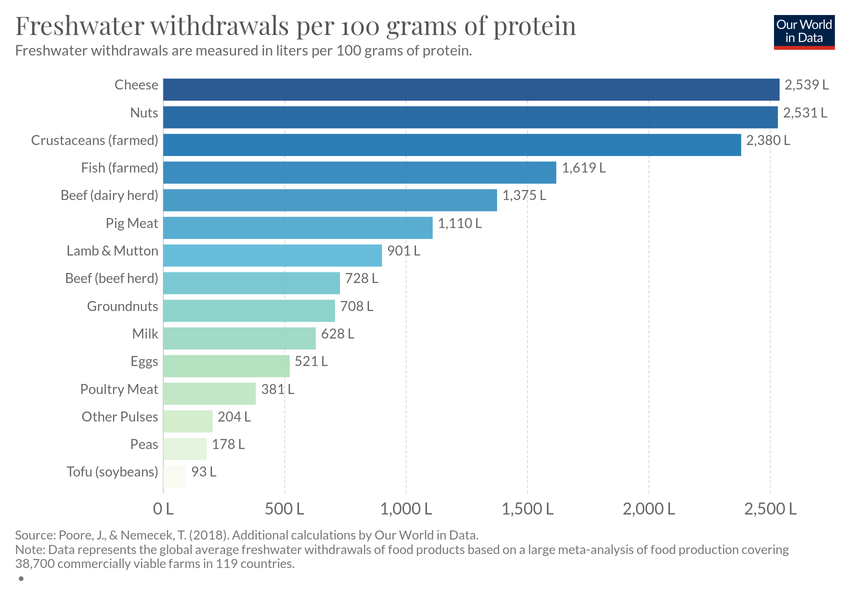 Freshwater withdrawals per 100 grams of protein
Our World
in Data
Freshwater withdrawals are measured in liters per 100 grams of protein.
Cheese 2,539 L
Nuts 2,531 L
Crustaceans (farmed) 2,380 L
Fish (farmed) 1,619 L
Beef (dairy herd) 1,375 L
Pig Meat 1,110 L
Lamb & Mutton 901 L
Beef (beef herd) 728 L
Groundnuts 708 L
Milk 628 L
Eggs 521 L
Poultry Meat 381 L
Other Pulses 204 L
Peas 178 L
Tofu (soybeans) 93 L
0 L 500 L 1,000 L 1,500 L 2,000 L 2,500 L
Source: Poore, J., & Nemecek, T. (2018). Additional calculations by Our World in Data.
Note: Data represents the global average freshwater withdrawals of food products based on a large meta-analysis of food production covering
38,700 commercially viable farms in 119 countries.
•